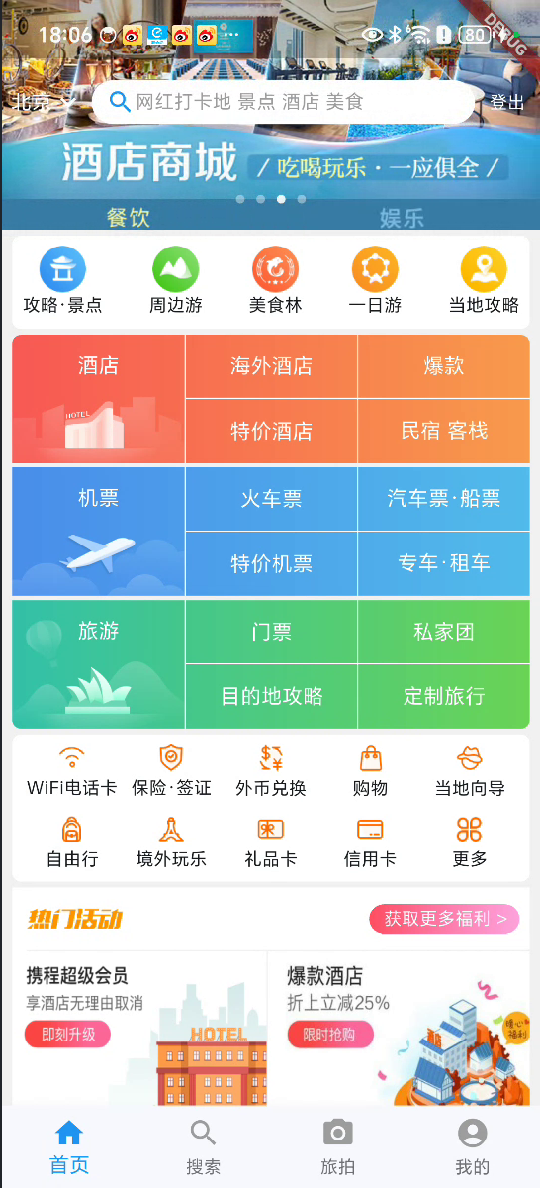 18:06
80
DEBUG
北京
网红打卡地 景点 酒店 美食
登出
酒店商城 / 吃喝玩乐·一应俱全 /
餐饮 娱乐
攻略·景点 周边游 美食林 一日游 当地攻略
酒店 海外酒店 爆款
HOTEL
特价酒店 民宿 客栈
机票 火车票 汽车票·船票
特价机票 专车·租车
旅游 门票 私家团
目的地攻略 定制旅行
WiFi电话卡 保险·签证 外币兑换 购物 当地向导
自由行 境外玩乐 礼品卡 信用卡 更多
热门活动 获取更多福利 >
携程超级会员
享酒店无理由取消
即刻升级
HOTEL
爆款酒店
折上立减25%
限时抢购
暖心福利
首页 搜索 旅拍 我的